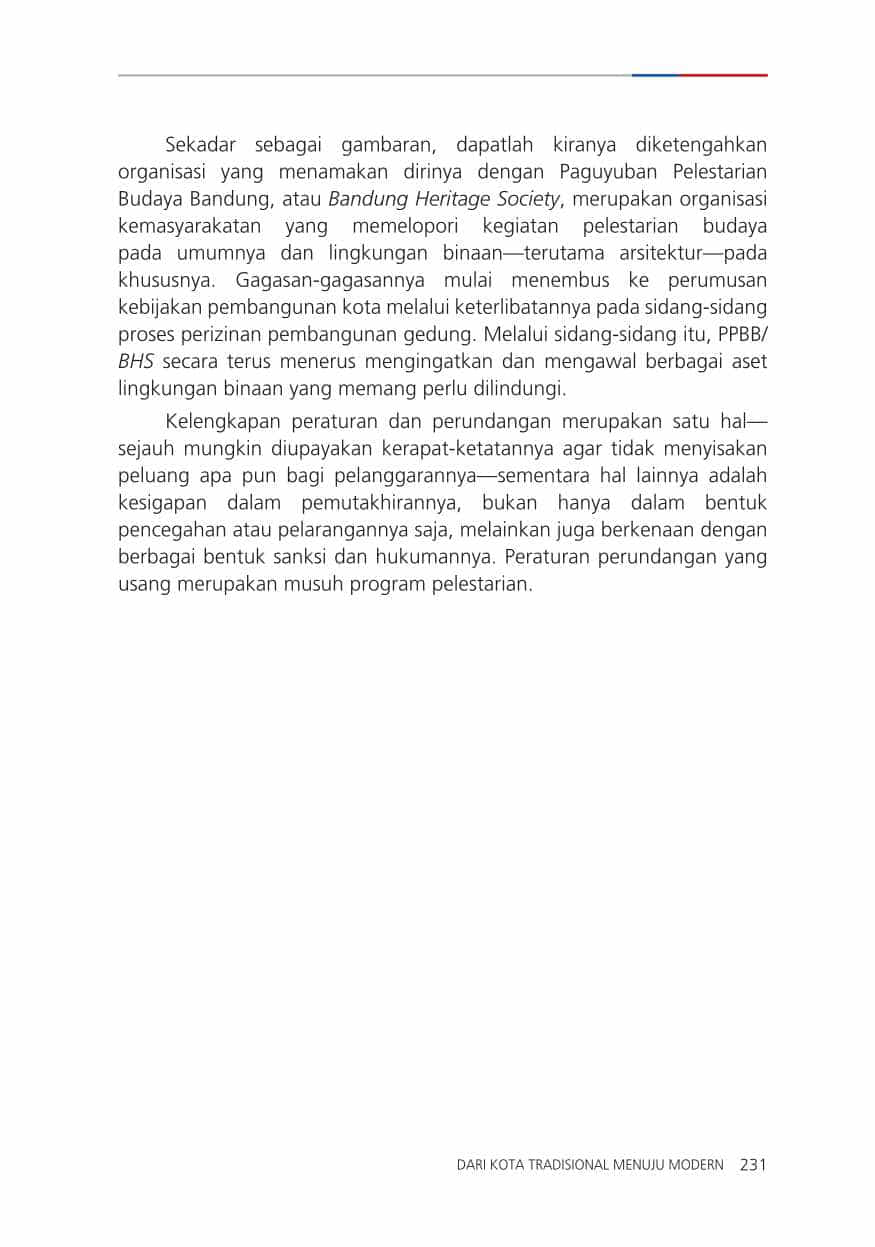 Sekadar sebagai gambaran, dapatlah kiranya diketengahkan
organisasi yang menamakan dirinya dengan Paguyuban Pelestarian
Budaya Bandung, atau Bandung Heritage Society, merupakan organisasi
kemasyarakatan yang memelopori kegiatan pelestarian budaya
pada umumnya dan lingkungan binaan—terutama arsitektur—pada
khususnya. Gagasan-gagasannya mulai menembus ke perumusan
kebijakan pembangunan kota melalui keterlibatannya pada sidang-sidang
proses perizinan pembangunan gedung. Melalui sidang-sidang itu, PPBB/
BHS secara terus menerus mengingatkan dan mengawal berbagai aset
lingkungan binaan yang memang perlu dilindungi.
Kelengkapan peraturan dan perundangan merupakan satu hal—
sejauh mungkin diupayakan kerapat-ketatannya agar tidak menyisakan
peluang apa pun bagi pelanggarannya—sementara hal lainnya adalah
kesigapan dalam pemutakhirannya, bukan hanya dalam bentuk
pencegahan atau pelarangannya saja, melainkan juga berkenaan dengan
berbagai bentuk sanksi dan hukumannya. Peraturan perundangan yang
usang merupakan musuh program pelestarian.
DARI KOTA TRADISIONAL MENUJU MODERN 231